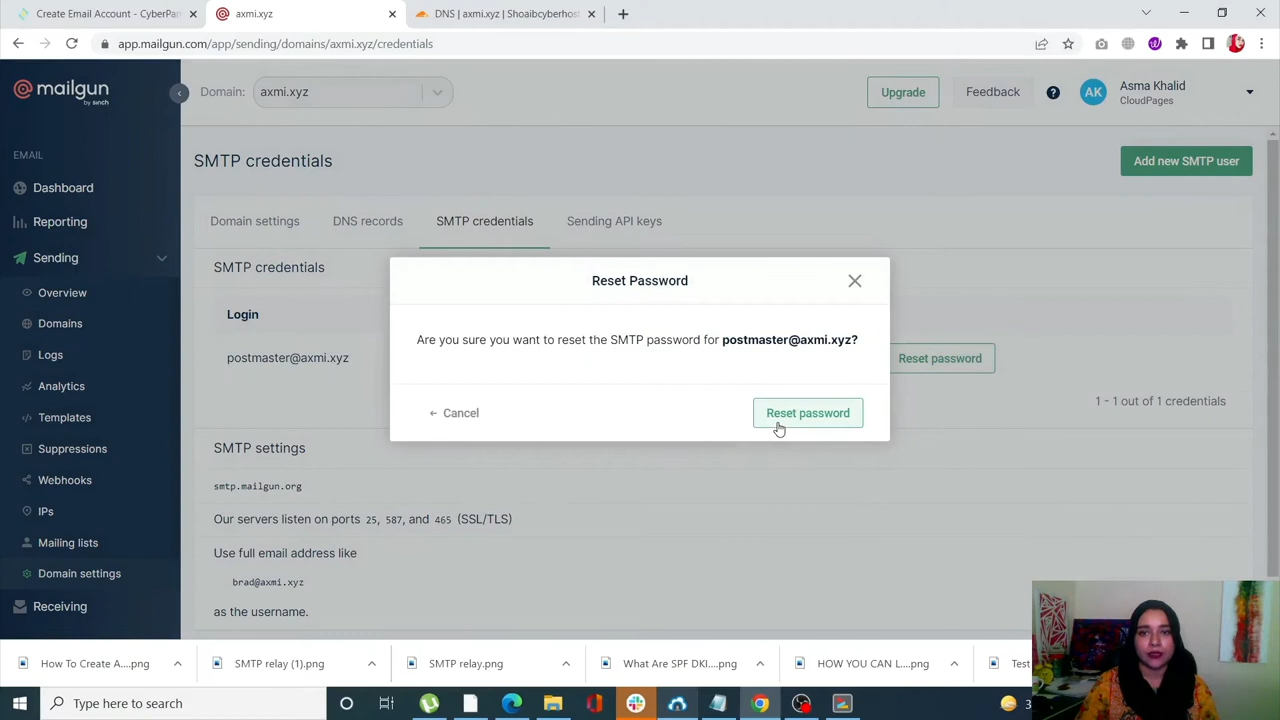 Create Email Account - CyberPan
axmi.xyz
DNS | axmi.xyz | Shoaibcyberhost
app.mailgun.com/app/sending/domains/axmi.xyz/credentials
mailgun
by sinch
Domain:
axmi.xyz
Upgrade
Feedback
AK
Asma Khalid
CloudPages
EMAIL
Dashboard
Reporting
Sending
Overview
Domains
Logs
Analytics
Templates
Suppressions
Webhooks
IPs
Mailing lists
Domain settings
Receiving
SMTP credentials
Add new SMTP user
Domain settings
DNS records
SMTP credentials
Sending API keys
SMTP credentials
Login
postmaster@axmi.xyz
Reset password
1 - 1 out of 1 credentials
Reset Password
Are you sure you want to reset the SMTP password for postmaster@axmi.xyz?
← Cancel
Reset password
SMTP settings
smtp.mailgun.org
Our servers listen on ports 25, 587, and 465 (SSL/TLS)
Use full email address like
brad@axmi.xyz
as the username.
How To Create A....png
SMTP relay (1).png
SMTP relay.png
What Are SPF DKI....png
HOW YOU CAN L....png
Test
Type here to search
3